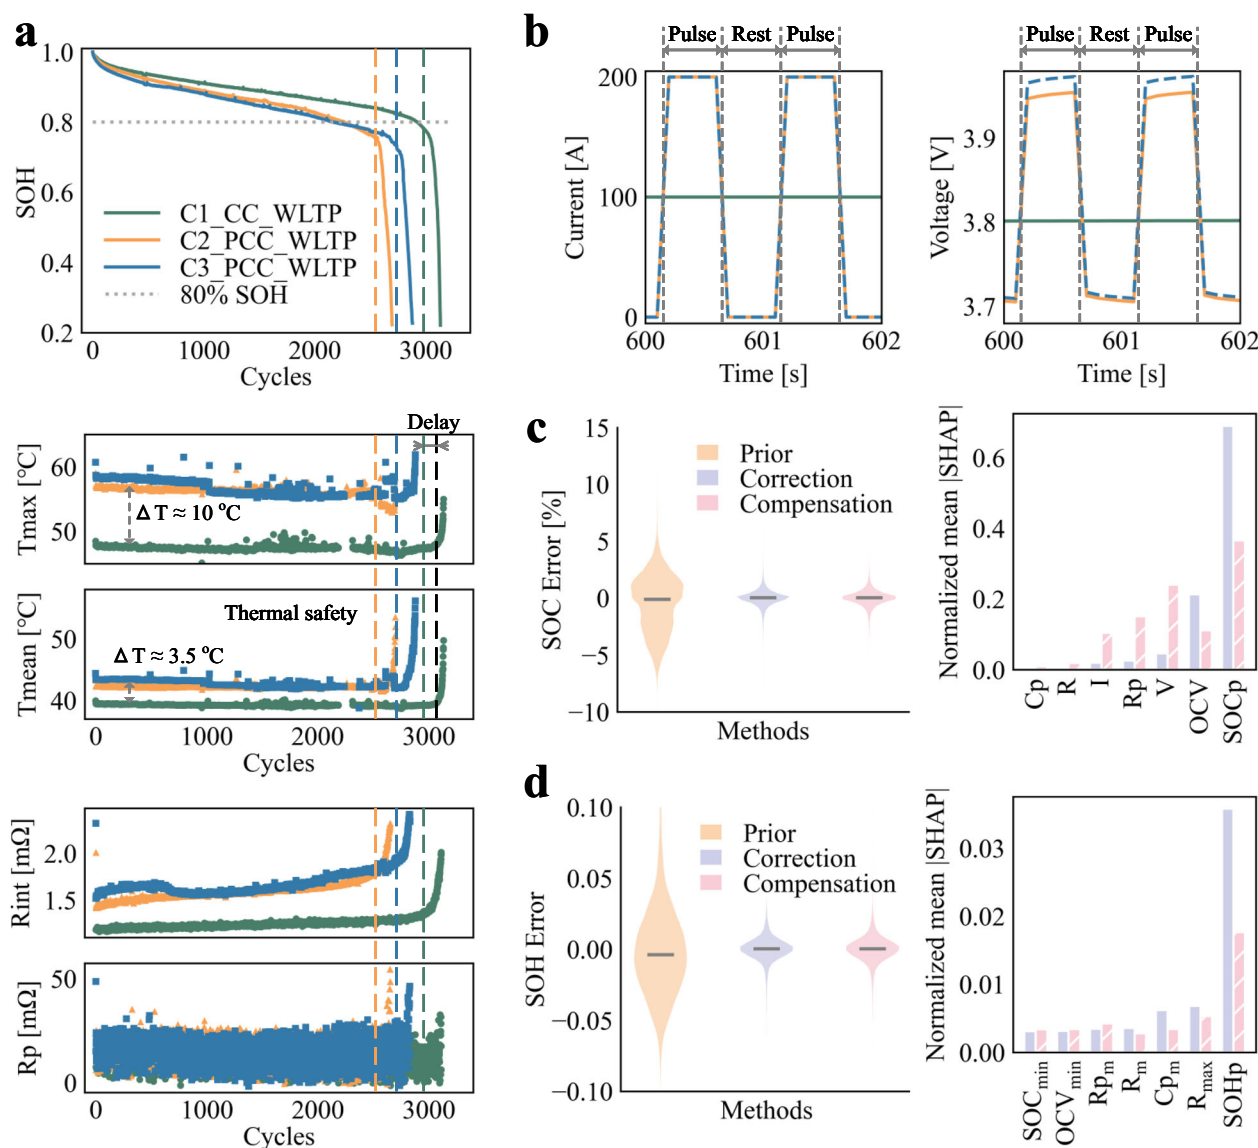 a
1.0
0.8
0.6
0.4
0.2
SOH
C1_CC_WLTP
C2_PCC_WLTP
C3_PCC_WLTP
80% SOH
0 1000 2000 3000
Cycles
b
Pulse Rest Pulse
200
100
0
Current [A]
600 601 602
Time [s]
Pulse Rest Pulse
3.9
3.8
3.7
Voltage [V]
600 601 602
Time [s]
Delay
60
50
Tmax [°C]
Δ T ≈ 10 °C
50
40
Tmean [°C]
Thermal safety
Δ T ≈ 3.5 °C
0 1000 2000 3000
Cycles
2.0
1.5
Rint [mΩ]
50
0
Rp [mΩ]
0 1000 2000 3000
Cycles
c
15
10
5
0
−5
−10
SOC Error [%]
Prior
Correction
Compensation
Methods
Normalized mean |SHAP|
0.6
0.4
0.2
0.0
Cp R I Rp V OCV SOCp
d
0.10
0.05
0.00
−0.05
−0.10
SOH Error
Prior
Correction
Compensation
Methods
Normalized mean |SHAP|
0.03
0.02
0.01
0.00
SOCmin OCVmin Rpm Rm Cpm Rmax SOHp